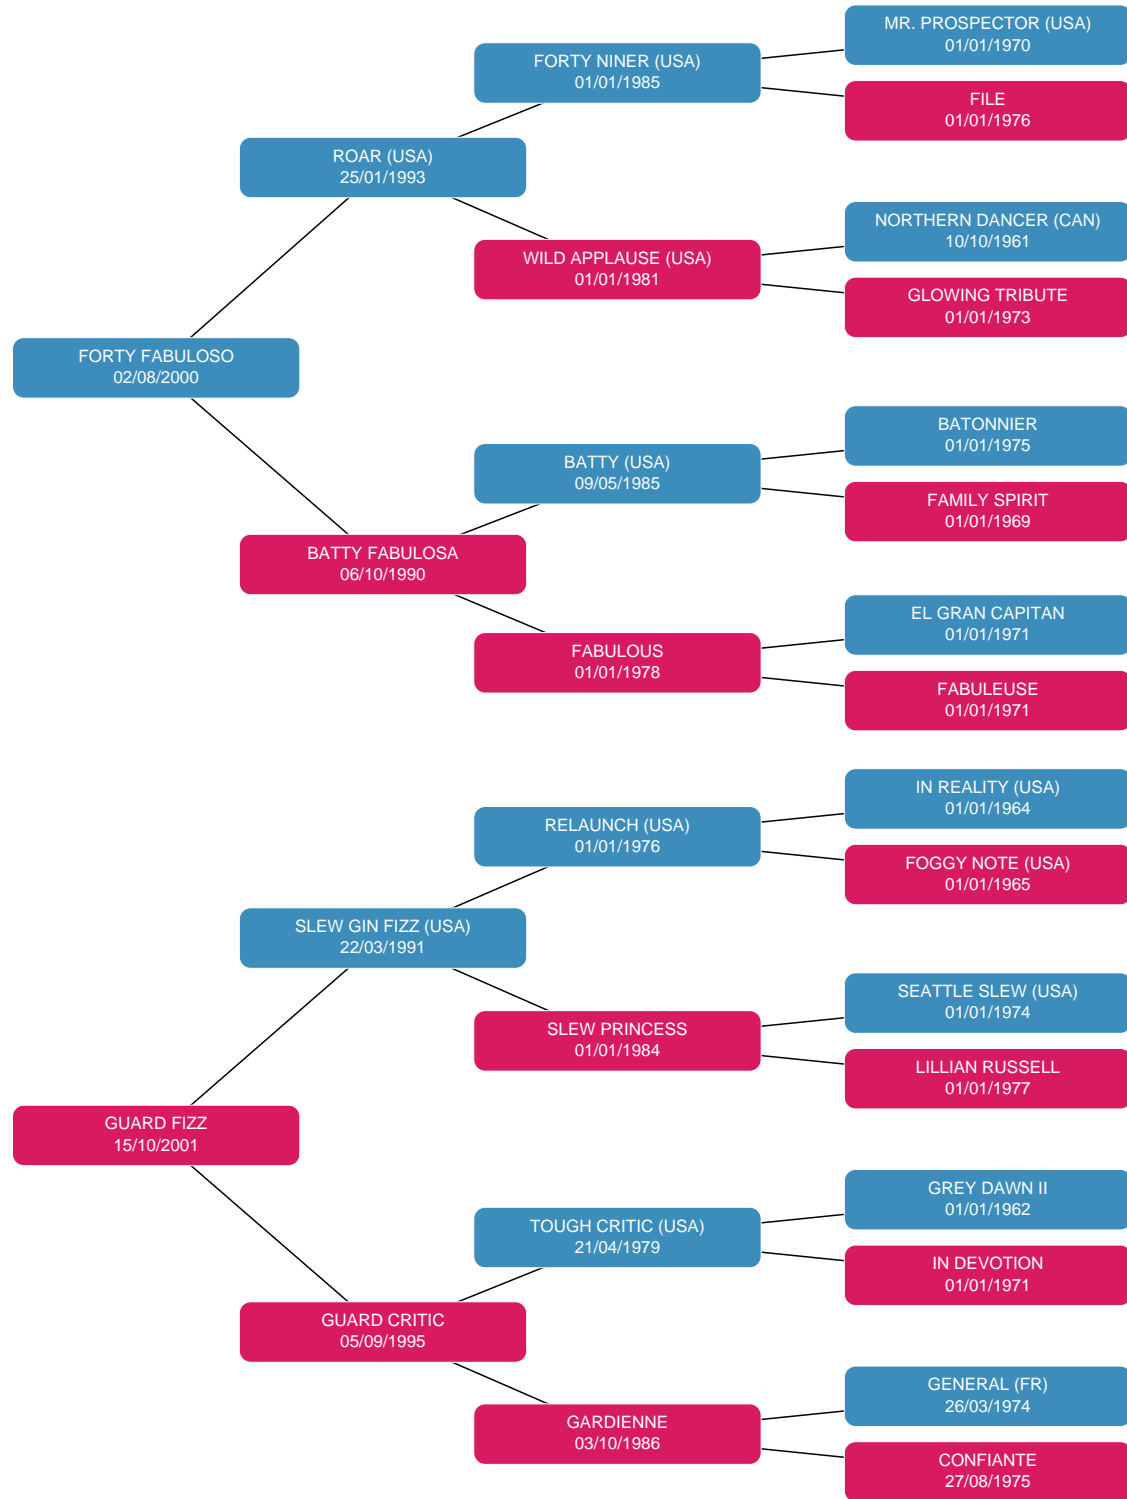 MR. PROSPECTOR (USA)
01/01/1970
FORTY NINER (USA)
01/01/1985
FILE
01/01/1976
ROAR (USA)
25/01/1993
NORTHERN DANCER (CAN)
10/10/1961
WILD APPLAUSE (USA)
01/01/1981
GLOWING TRIBUTE
01/01/1973
FORTY FABULOSO
02/08/2000
BATONNIER
01/01/1975
BATTY (USA)
09/05/1985
FAMILY SPIRIT
01/01/1969
BATTY FABULOSA
06/10/1990
EL GRAN CAPITAN
01/01/1971
FABULOUS
01/01/1978
FABULEUSE
01/01/1971
IN REALITY (USA)
01/01/1964
RELAUNCH (USA)
01/01/1976
FOGGY NOTE (USA)
01/01/1965
SLEW GIN FIZZ (USA)
22/03/1991
SEATTLE SLEW (USA)
01/01/1974
SLEW PRINCESS
01/01/1984
LILLIAN RUSSELL
01/01/1977
GUARD FIZZ
15/10/2001
GREY DAWN II
01/01/1962
TOUGH CRITIC (USA)
21/04/1979
IN DEVOTION
01/01/1971
GUARD CRITIC
05/09/1995
GENERAL (FR)
26/03/1974
GARDIENNE
03/10/1986
CONFIANTE
27/08/1975